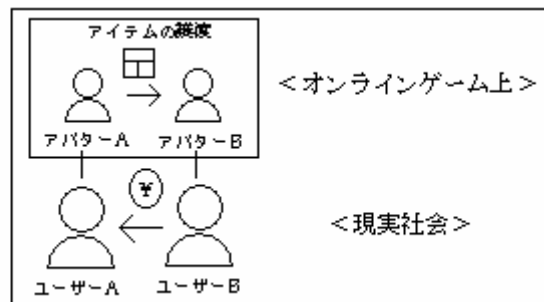 アイテムの譲渡
<オンラインゲーム上>
アバターA
アバターB
¥
<現実社会>
ユーザーA
ユーザーB